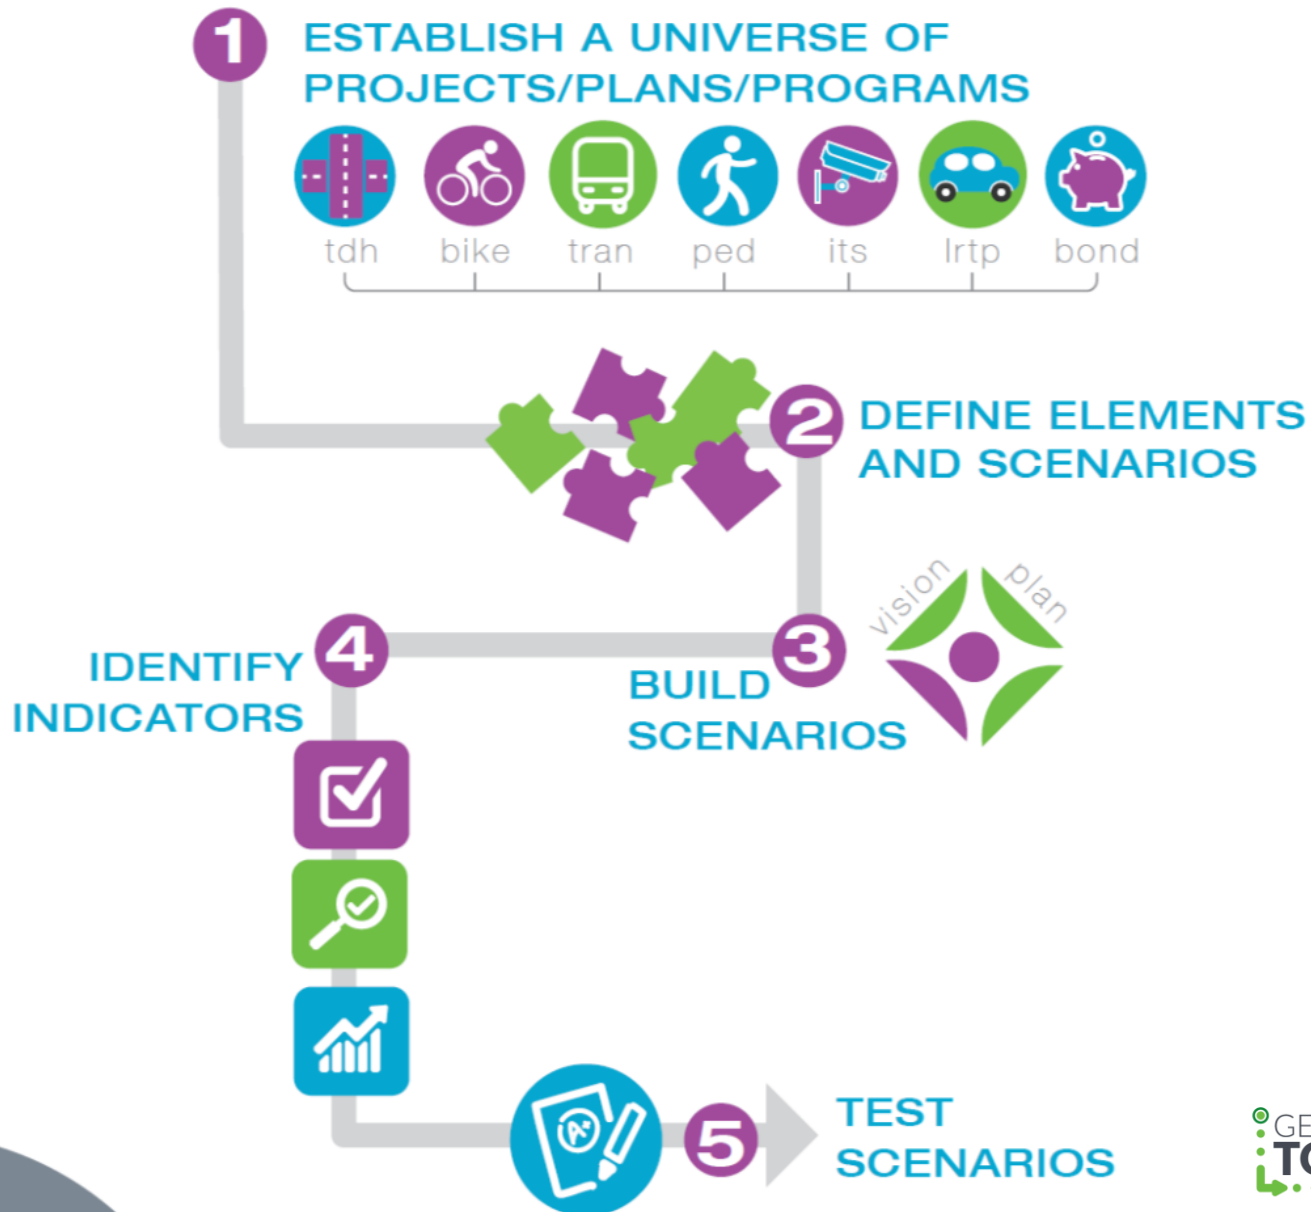 1
ESTABLISH A UNIVERSE OF
PROJECTS/PLANS/PROGRAMS
tdh bike tran ped its lrtp bond
2
DEFINE ELEMENTS
AND SCENARIOS
vision plan
3
BUILD
SCENARIOS
4
IDENTIFY
INDICATORS
A+
5
TEST
SCENARIOS